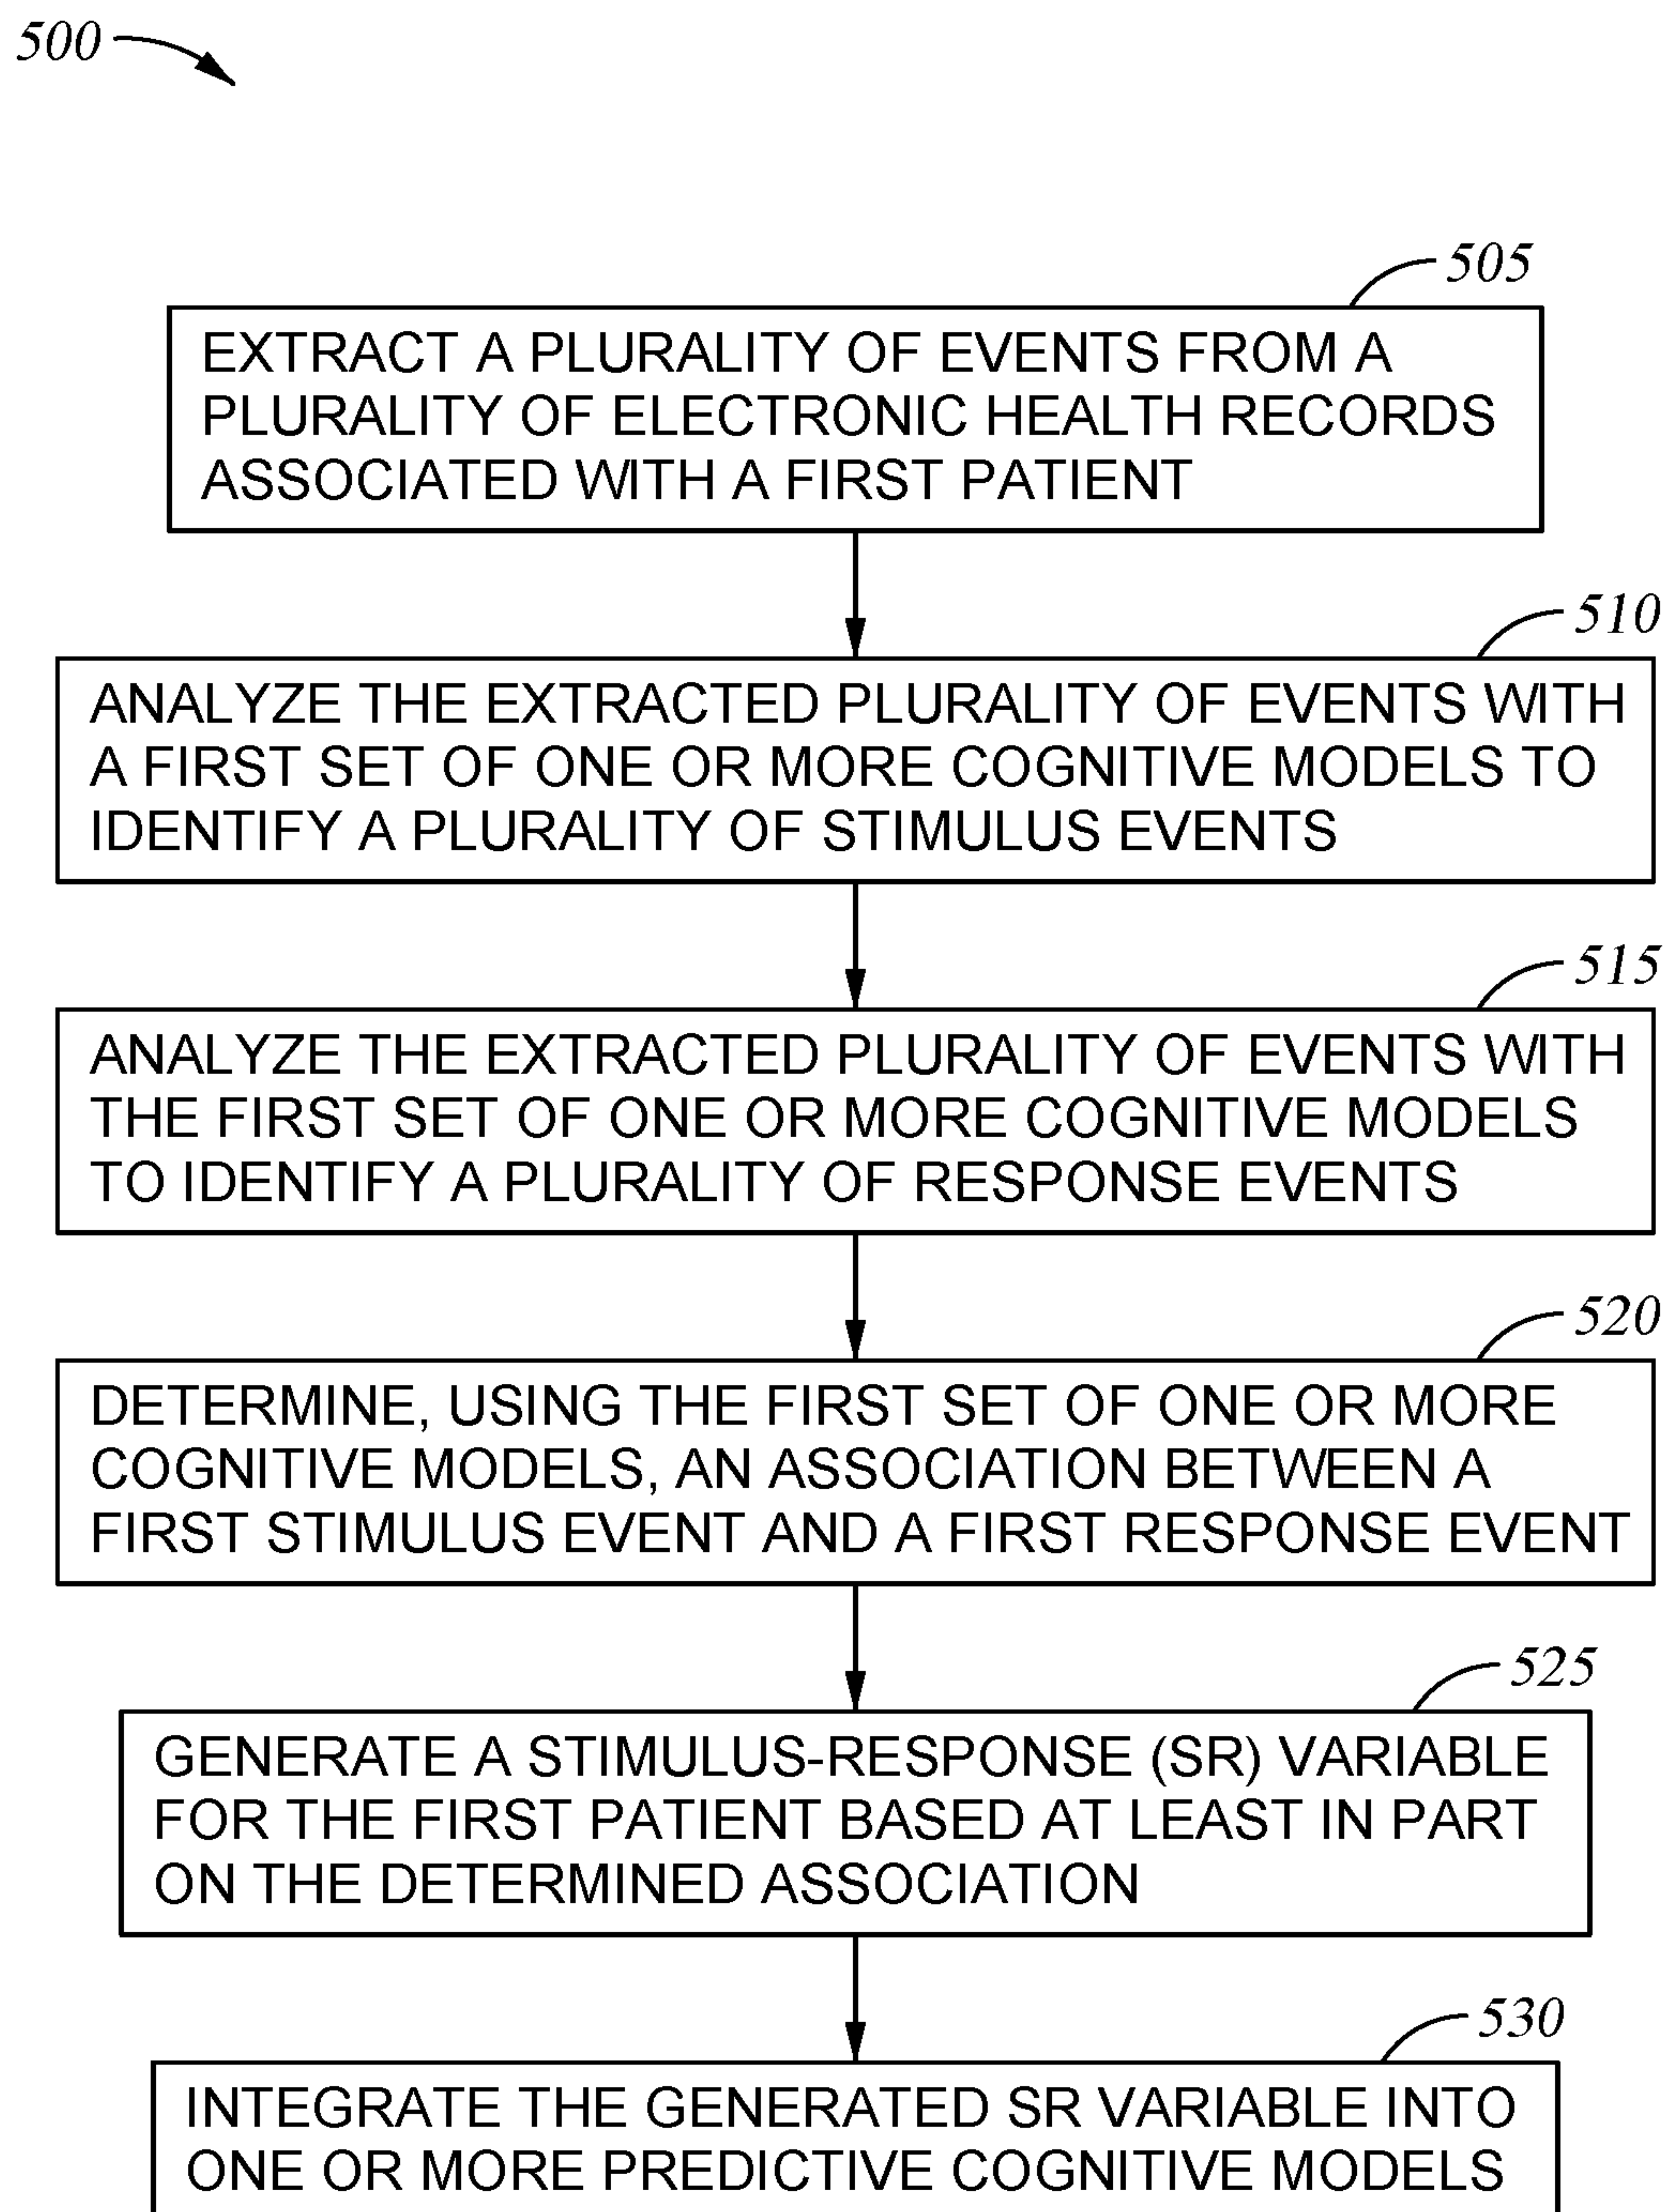 500
505
EXTRACT A PLURALITY OF EVENTS FROM A
PLURALITY OF ELECTRONIC HEALTH RECORDS
ASSOCIATED WITH A FIRST PATIENT
510
ANALYZE THE EXTRACTED PLURALITY OF EVENTS WITH
A FIRST SET OF ONE OR MORE COGNITIVE MODELS TO
IDENTIFY A PLURALITY OF STIMULUS EVENTS
515
ANALYZE THE EXTRACTED PLURALITY OF EVENTS WITH
THE FIRST SET OF ONE OR MORE COGNITIVE MODELS
TO IDENTIFY A PLURALITY OF RESPONSE EVENTS
520
DETERMINE, USING THE FIRST SET OF ONE OR MORE
COGNITIVE MODELS, AN ASSOCIATION BETWEEN A
FIRST STIMULUS EVENT AND A FIRST RESPONSE EVENT
525
GENERATE A STIMULUS-RESPONSE (SR) VARIABLE
FOR THE FIRST PATIENT BASED AT LEAST IN PART
ON THE DETERMINED ASSOCIATION
530
INTEGRATE THE GENERATED SR VARIABLE INTO
ONE OR MORE PREDICTIVE COGNITIVE MODELS